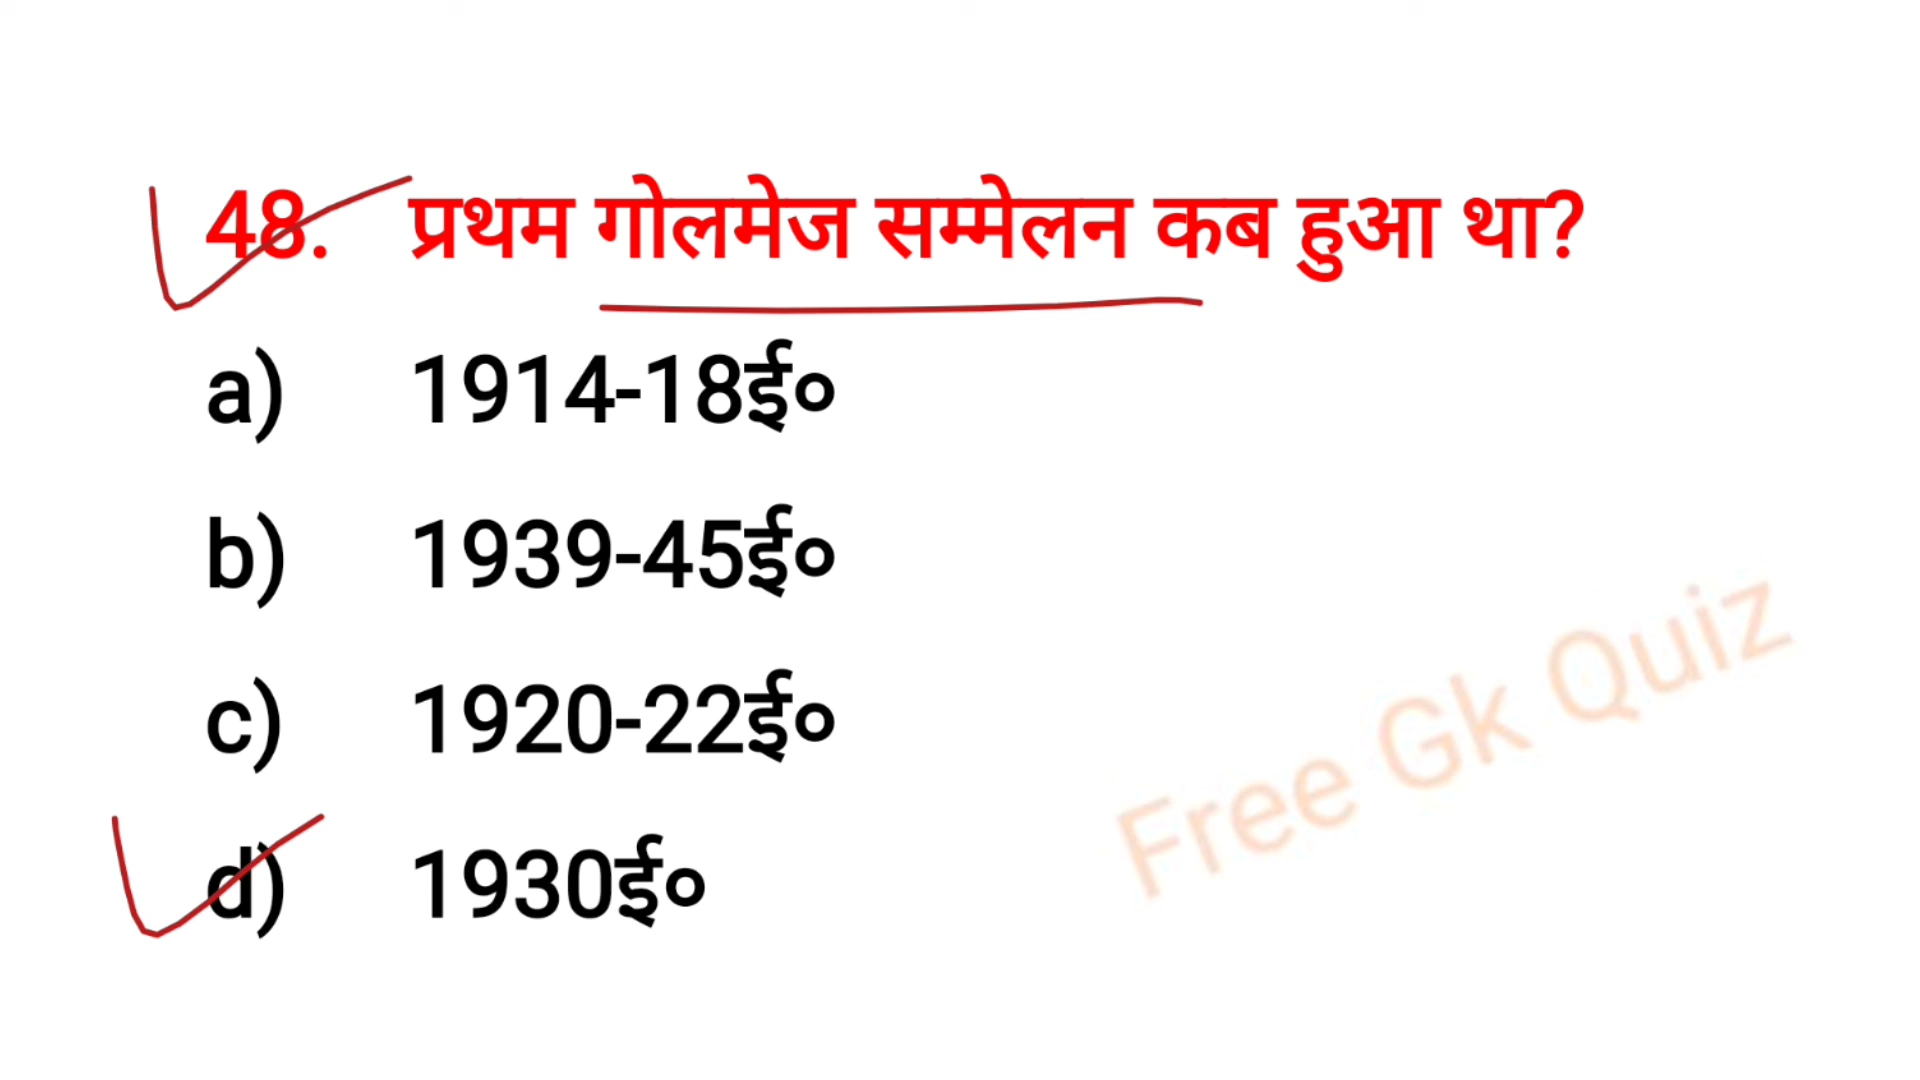 48. प्रथम गोलमेज सम्मेलन कब हुआ था?
a) 1914-18ई०
b) 1939-45ई०
c) 1920-22ई०
d) 1930ई०
Free Gk Quiz